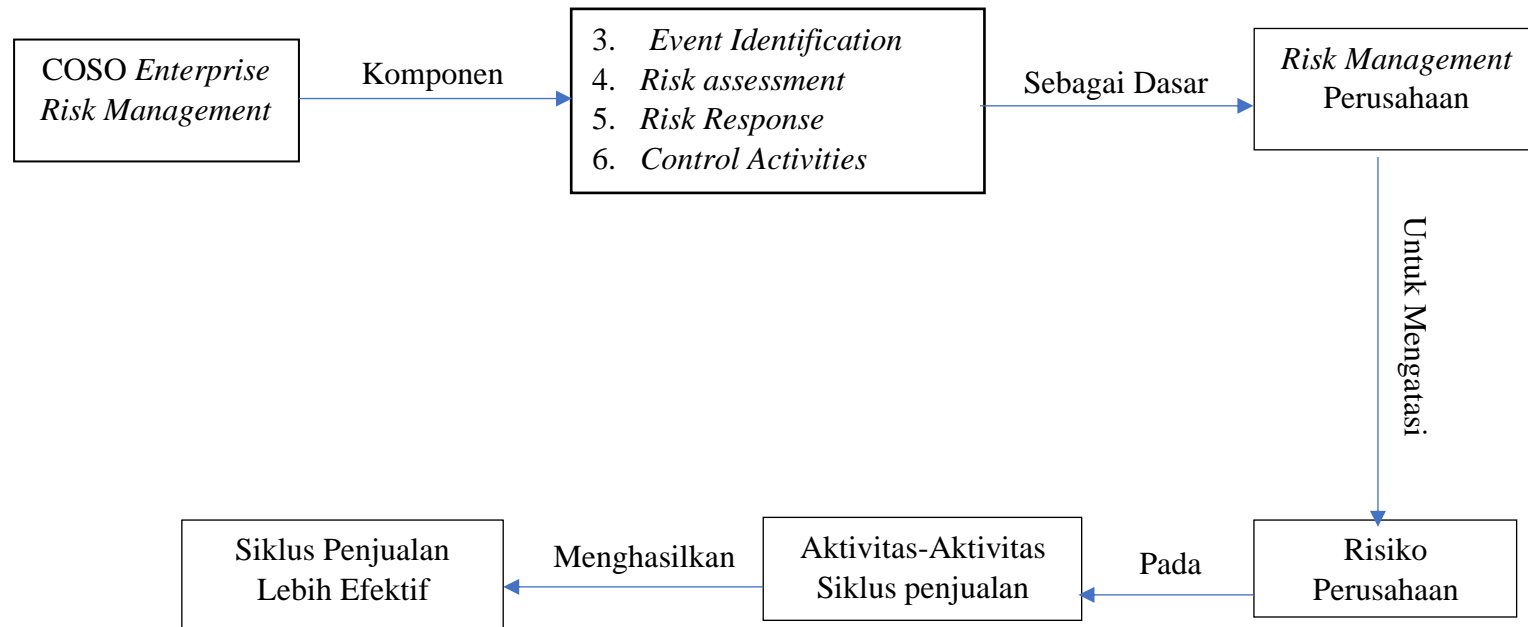 COSO Enterprise
Risk Management
Komponen
3. Event Identification
4. Risk assessment
5. Risk Response
6. Control Activities
Sebagai Dasar
Risk Management
Perusahaan
Untuk Mengatasi
Risiko
Perusahaan
Pada
Aktivitas-Aktivitas
Siklus penjualan
Menghasilkan
Siklus Penjualan
Lebih Efektif